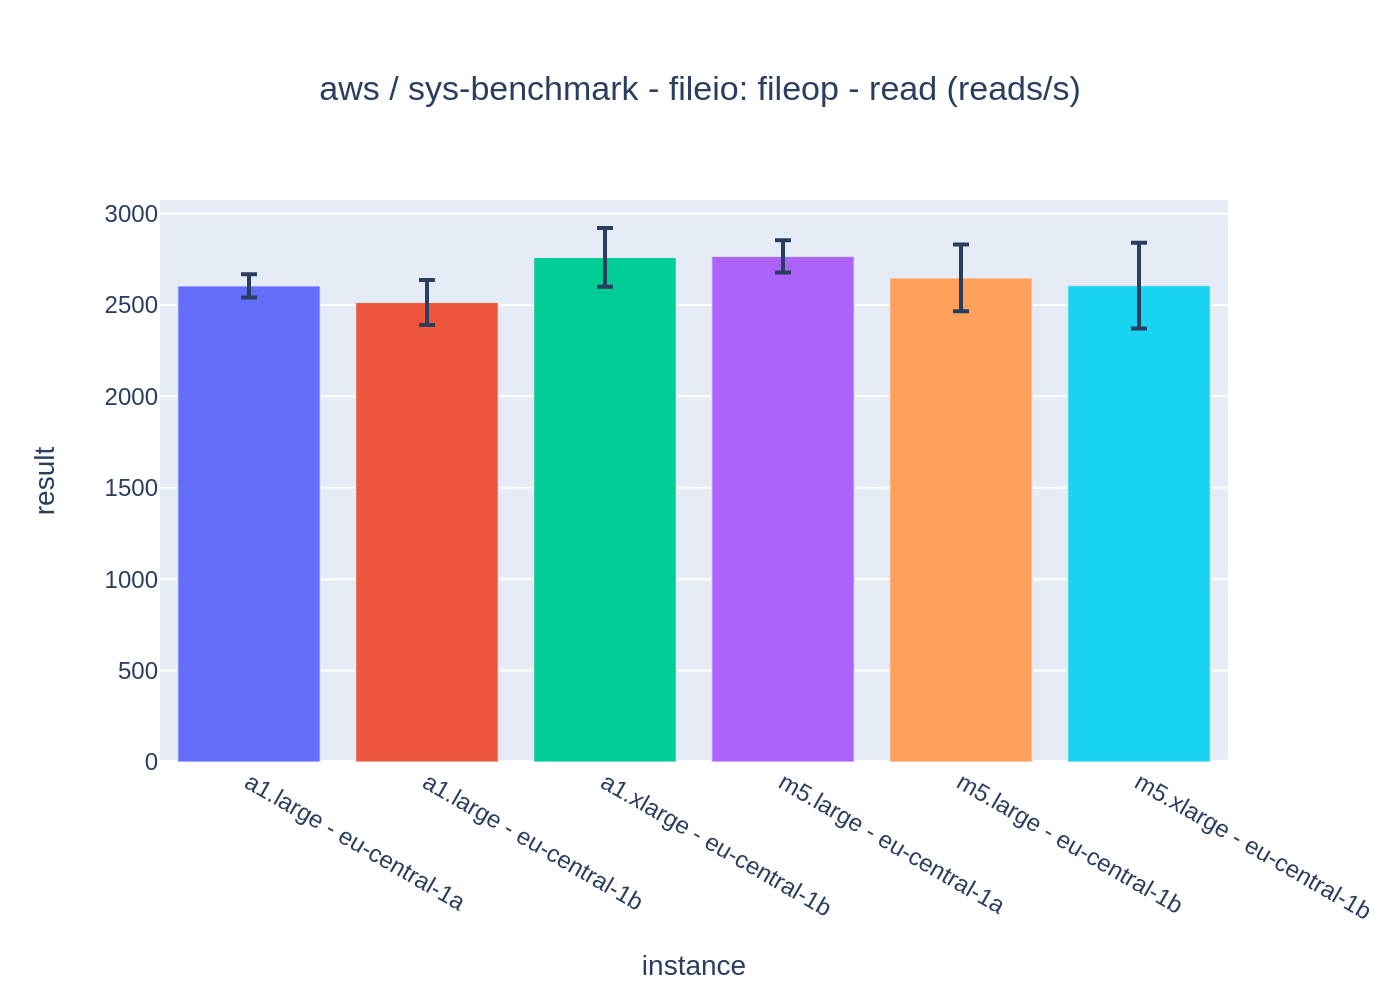 aws / sys-benchmark - fileio: fileop - read (reads/s)
3000
2500
2000
1500
1000
500
0
result
a1.large - eu-central-1a
a1.large - eu-central-1b
a1.xlarge - eu-central-1b
m5.large - eu-central-1a
m5.large - eu-central-1b
m5.xlarge - eu-central-1b
instance